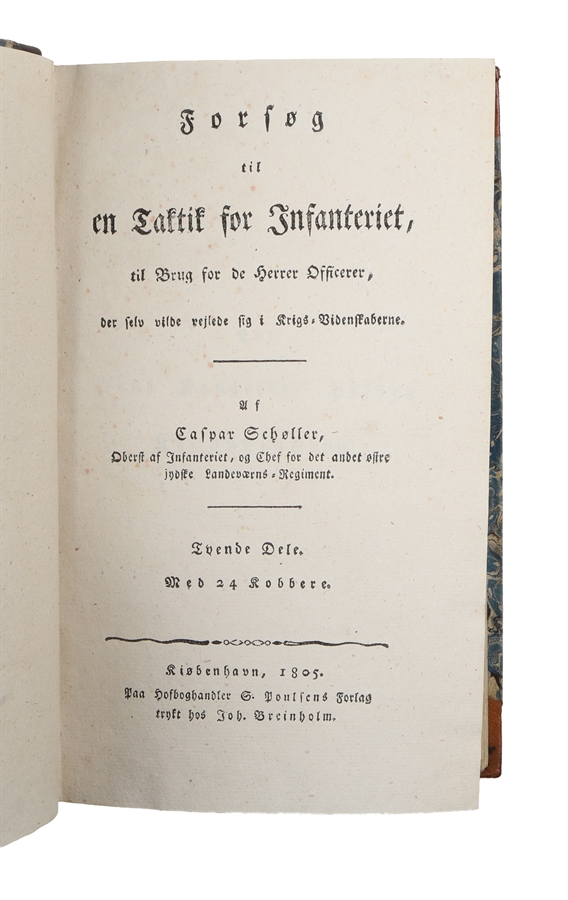 Forsøg
til
en Taktik for Infanteriet,
til Brug for de Herrer Officerer,
der selv vilde vejlede sig i Krigs-Videnskaberne.
Af
Caspar Schøller,
Oberst af Infanteriet, og Chef for det andet østre
jydske Landeværns-Regiment.
Tvende Dele.
Med 24 Kobbere.
Kiøbenhavn, 1805.
Paa Hofboghandler S. Poulsens Forlag
trykt hos Joh. Breinholm.